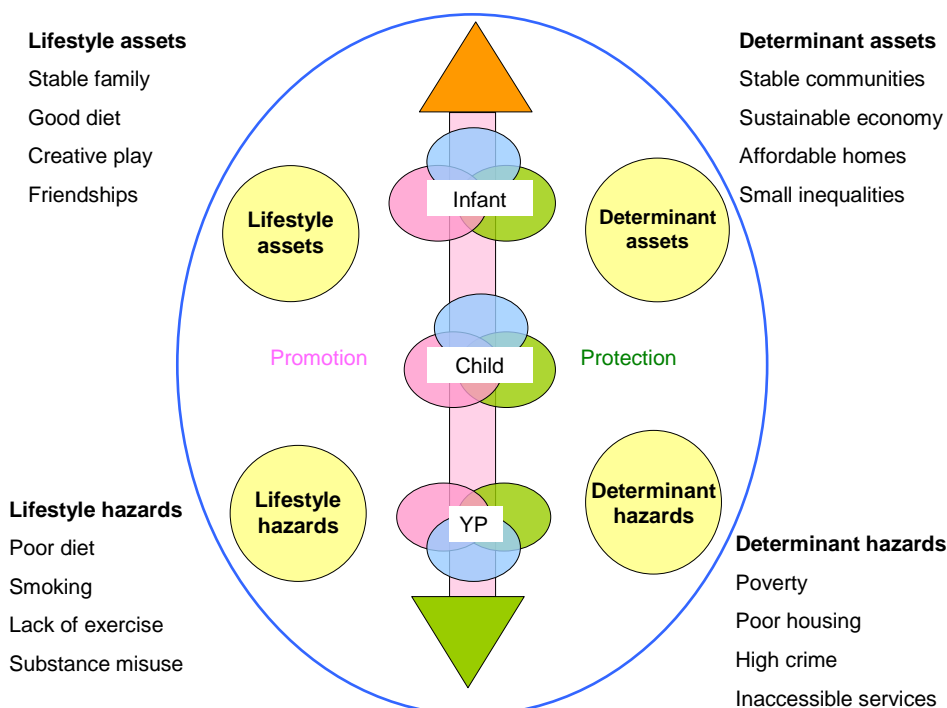 Lifestyle assets
Stable family
Good diet
Creative play
Friendships
Determinant assets
Stable communities
Sustainable economy
Affordable homes
Small inequalities
Infant
Lifestyle
assets
Determinant
assets
Promotion
Child
Protection
Lifestyle
hazards
YP
Determinant
hazards
Lifestyle hazards
Poor diet
Smoking
Lack of exercise
Substance misuse
Determinant hazards
Poverty
Poor housing
High crime
Inaccessible services